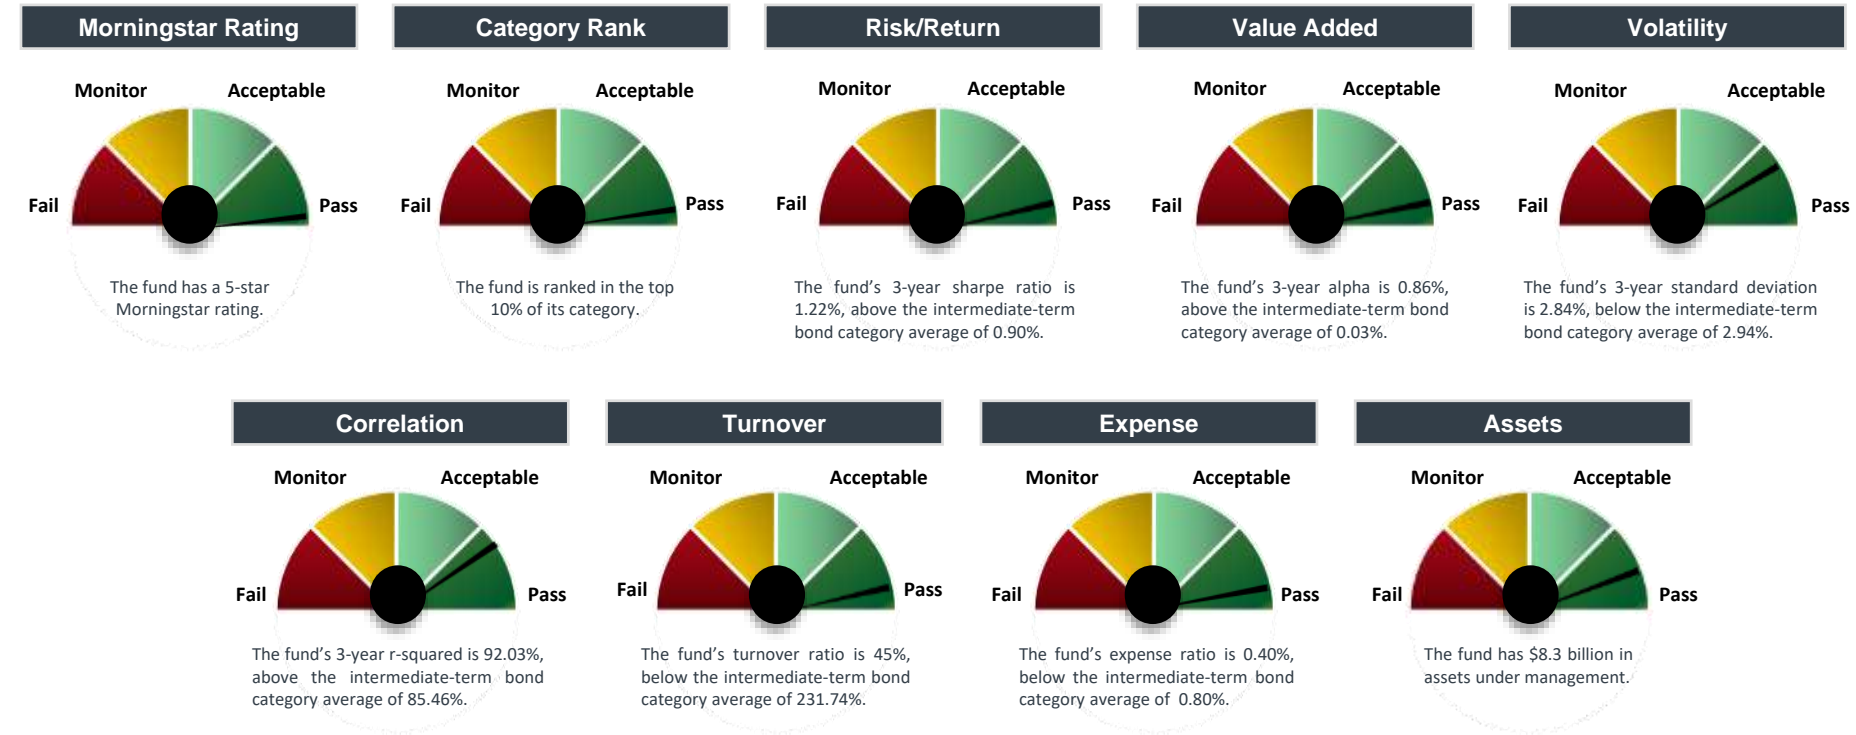 Morningstar Rating
Category Rank
Risk/Return
Value Added
Volatility
Monitor
Acceptable
Fail
Pass
The fund has a 5-star
Morningstar rating.
Monitor
Acceptable
Fail
Pass
The fund is ranked in the top
10% of its category.
Monitor
Acceptable
Fail
Pass
The fund's 3-year sharpe ratio is
1.22%, above the intermediate-term
bond category average of 0.90%.
Monitor
Acceptable
Fail
Pass
The fund's 3-year alpha is 0.86%,
above the intermediate-term bond
category average of 0.03%.
Monitor
Acceptable
Fail
Pass
The fund's 3-year standard deviation
is 2.84%, below the intermediate-term
bond category average of 2.94%.
Correlation
Turnover
Expense
Assets
Monitor
Acceptable
Fail
Pass
The fund's 3-year r-squared is 92.03%,
above the intermediate-term bond
category average of 85.46%.
Monitor
Acceptable
Fail
Pass
The fund's turnover ratio is 45%,
below the intermediate-term bond
category average of 231.74%.
Monitor
Acceptable
Fail
Pass
The fund's expense ratio is 0.40%,
below the intermediate-term bond
category average of 0.80%.
Monitor
Acceptable
Fail
Pass
The fund has $8.3 billion in
assets under management.